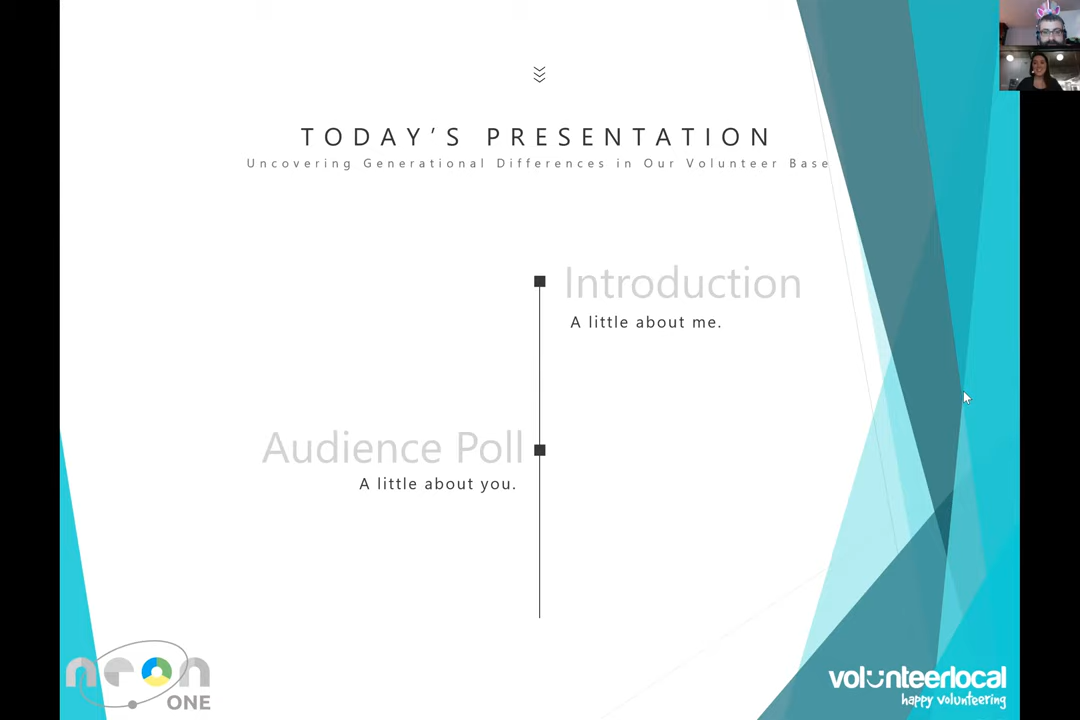 TODAY'S PRESENTATION
Uncovering Generational Differences in Our Volunteer Base
Introduction
A little about me.
Audience Poll
A little about you.
neon
ONE
volunteerlocal
happy volunteering